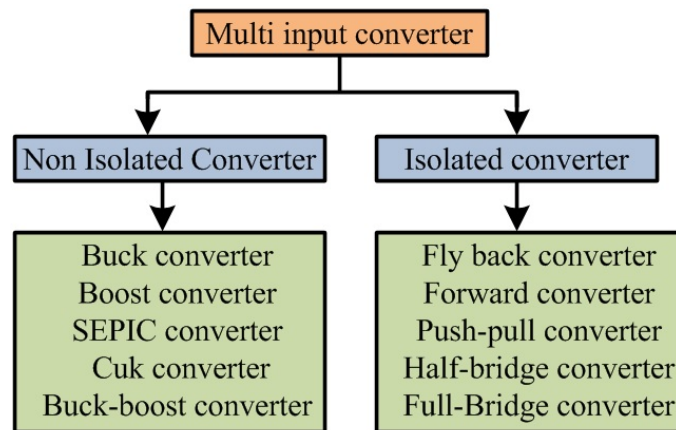 Multi input converter
Non Isolated Converter
Isolated converter
Buck converter
Boost converter
SEPIC converter
Cuk converter
Buck-boost converter
Fly back converter
Forward converter
Push-pull converter
Half-bridge converter
Full-Bridge converter